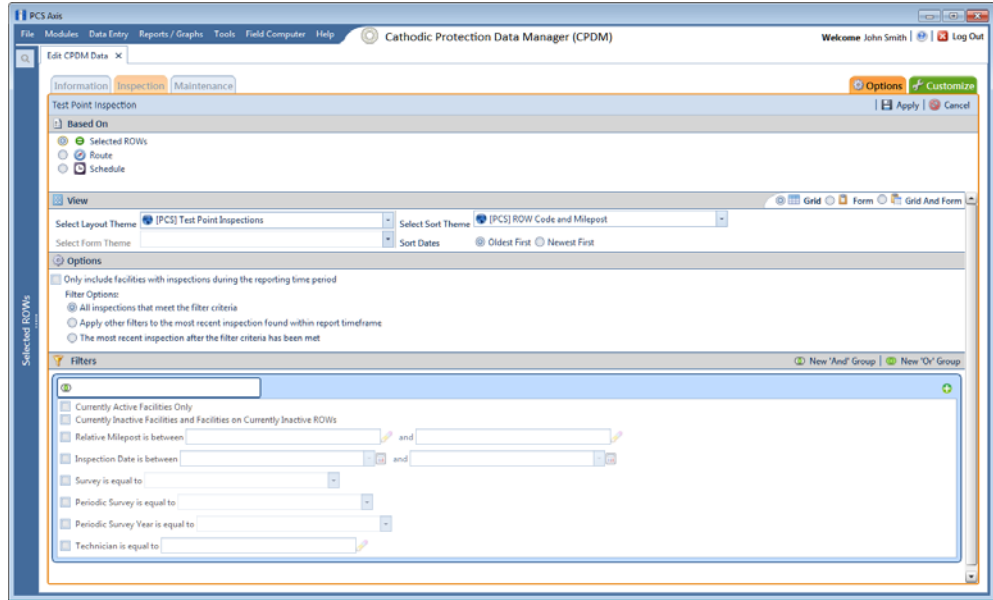 PCS Axis
File Modules Data Entry Reports / Graphs Tools Field Computer Help Cathodic Protection Data Manager (CPDM) Welcome John Smith Log Out
Edit CPDM Data
Information Inspection Maintenance Options Customize
Test Point Inspection Apply Cancel
Based On
Selected ROWs
Route
Schedule
View Grid Form Grid And Form
Select Layout Theme [PCS] Test Point Inspections Select Sort Theme [PCS] ROW Code and Milepost
Select Form Theme Sort Dates Oldest First Newest First
Options
Only include facilities with inspections during the reporting time period
Filter Options:
All inspections that meet the filter criteria
Apply other filters to the most recent inspection found within report timeframe
The most recent inspection after the filter criteria has been met
Selected ROWs
Filters New 'And' Group New 'Or' Group
Currently Active Facilities Only
Currently Inactive Facilities and Facilities on Currently Inactive ROWs
Relative Milepost is between and
Inspection Date is between and
Survey is equal to
Periodic Survey is equal to
Periodic Survey Year is equal to
Technician is equal to